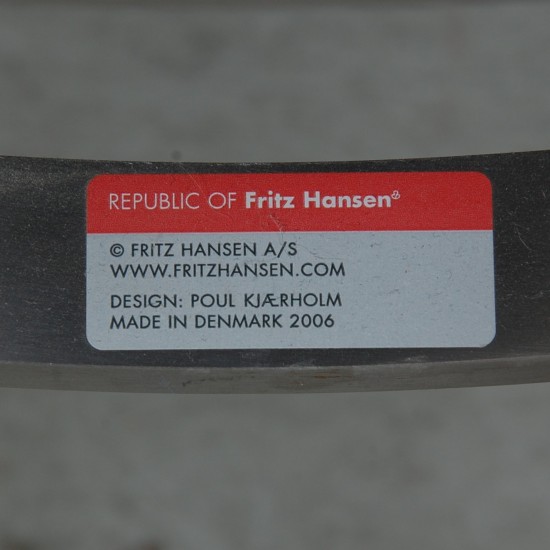 REPUBLIC OF Fritz Hansen
© FRITZ HANSEN A/S
WWW.FRITZHANSEN.COM
DESIGN: POUL KJÆRHOLM
MADE IN DENMARK 2006